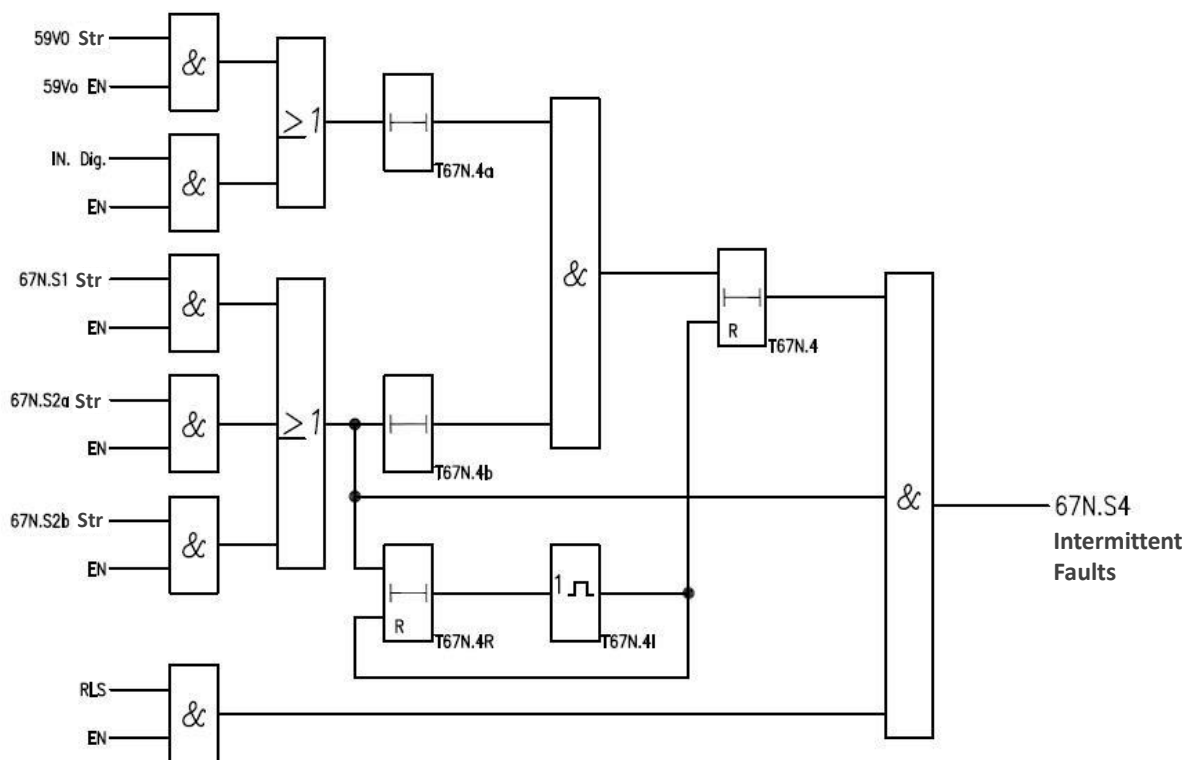 59V0 Str
&
59Vo EN
≥1
T67N.4a
IN. Dig.
&
EN
&
67N.S1 Str
&
EN
R
T67N.4
67N.S2a Str
&
≥1
EN
T67N.4b
67N.S2b Str
&
EN
1
R
T67N.4R
T67N.4I
&
67N.S4
Intermittent
Faults
RLS
&
EN